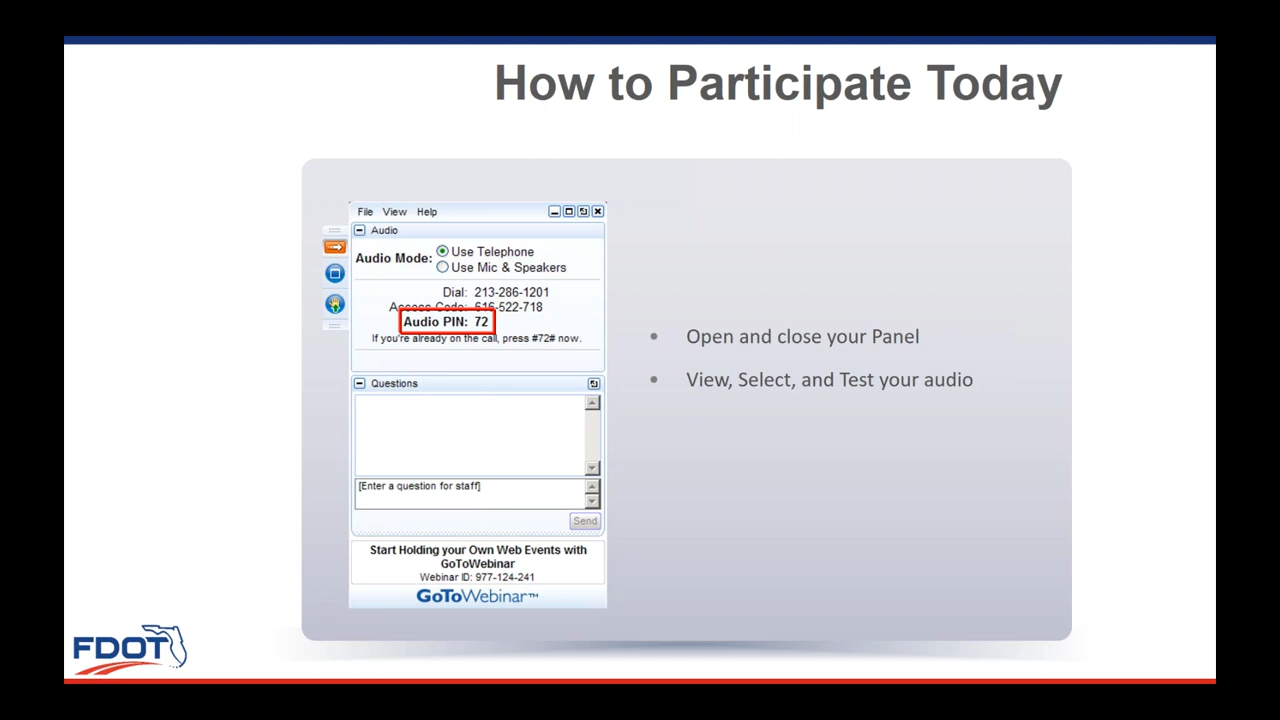 How to Participate Today
File View Help
Audio
Audio Mode:
Use Telephone
Use Mic & Speakers
Dial: 213-286-1201
Access Code: 616-522-718
Audio PIN: 72
If you're already on the call, press #72# now.
Questions
[Enter a question for staff]
Send
Start Holding your Own Web Events with
GoToWebinar
Webinar ID: 977-124-241
GoToWebinar™
• Open and close your Panel
• View, Select, and Test your audio
FDOT